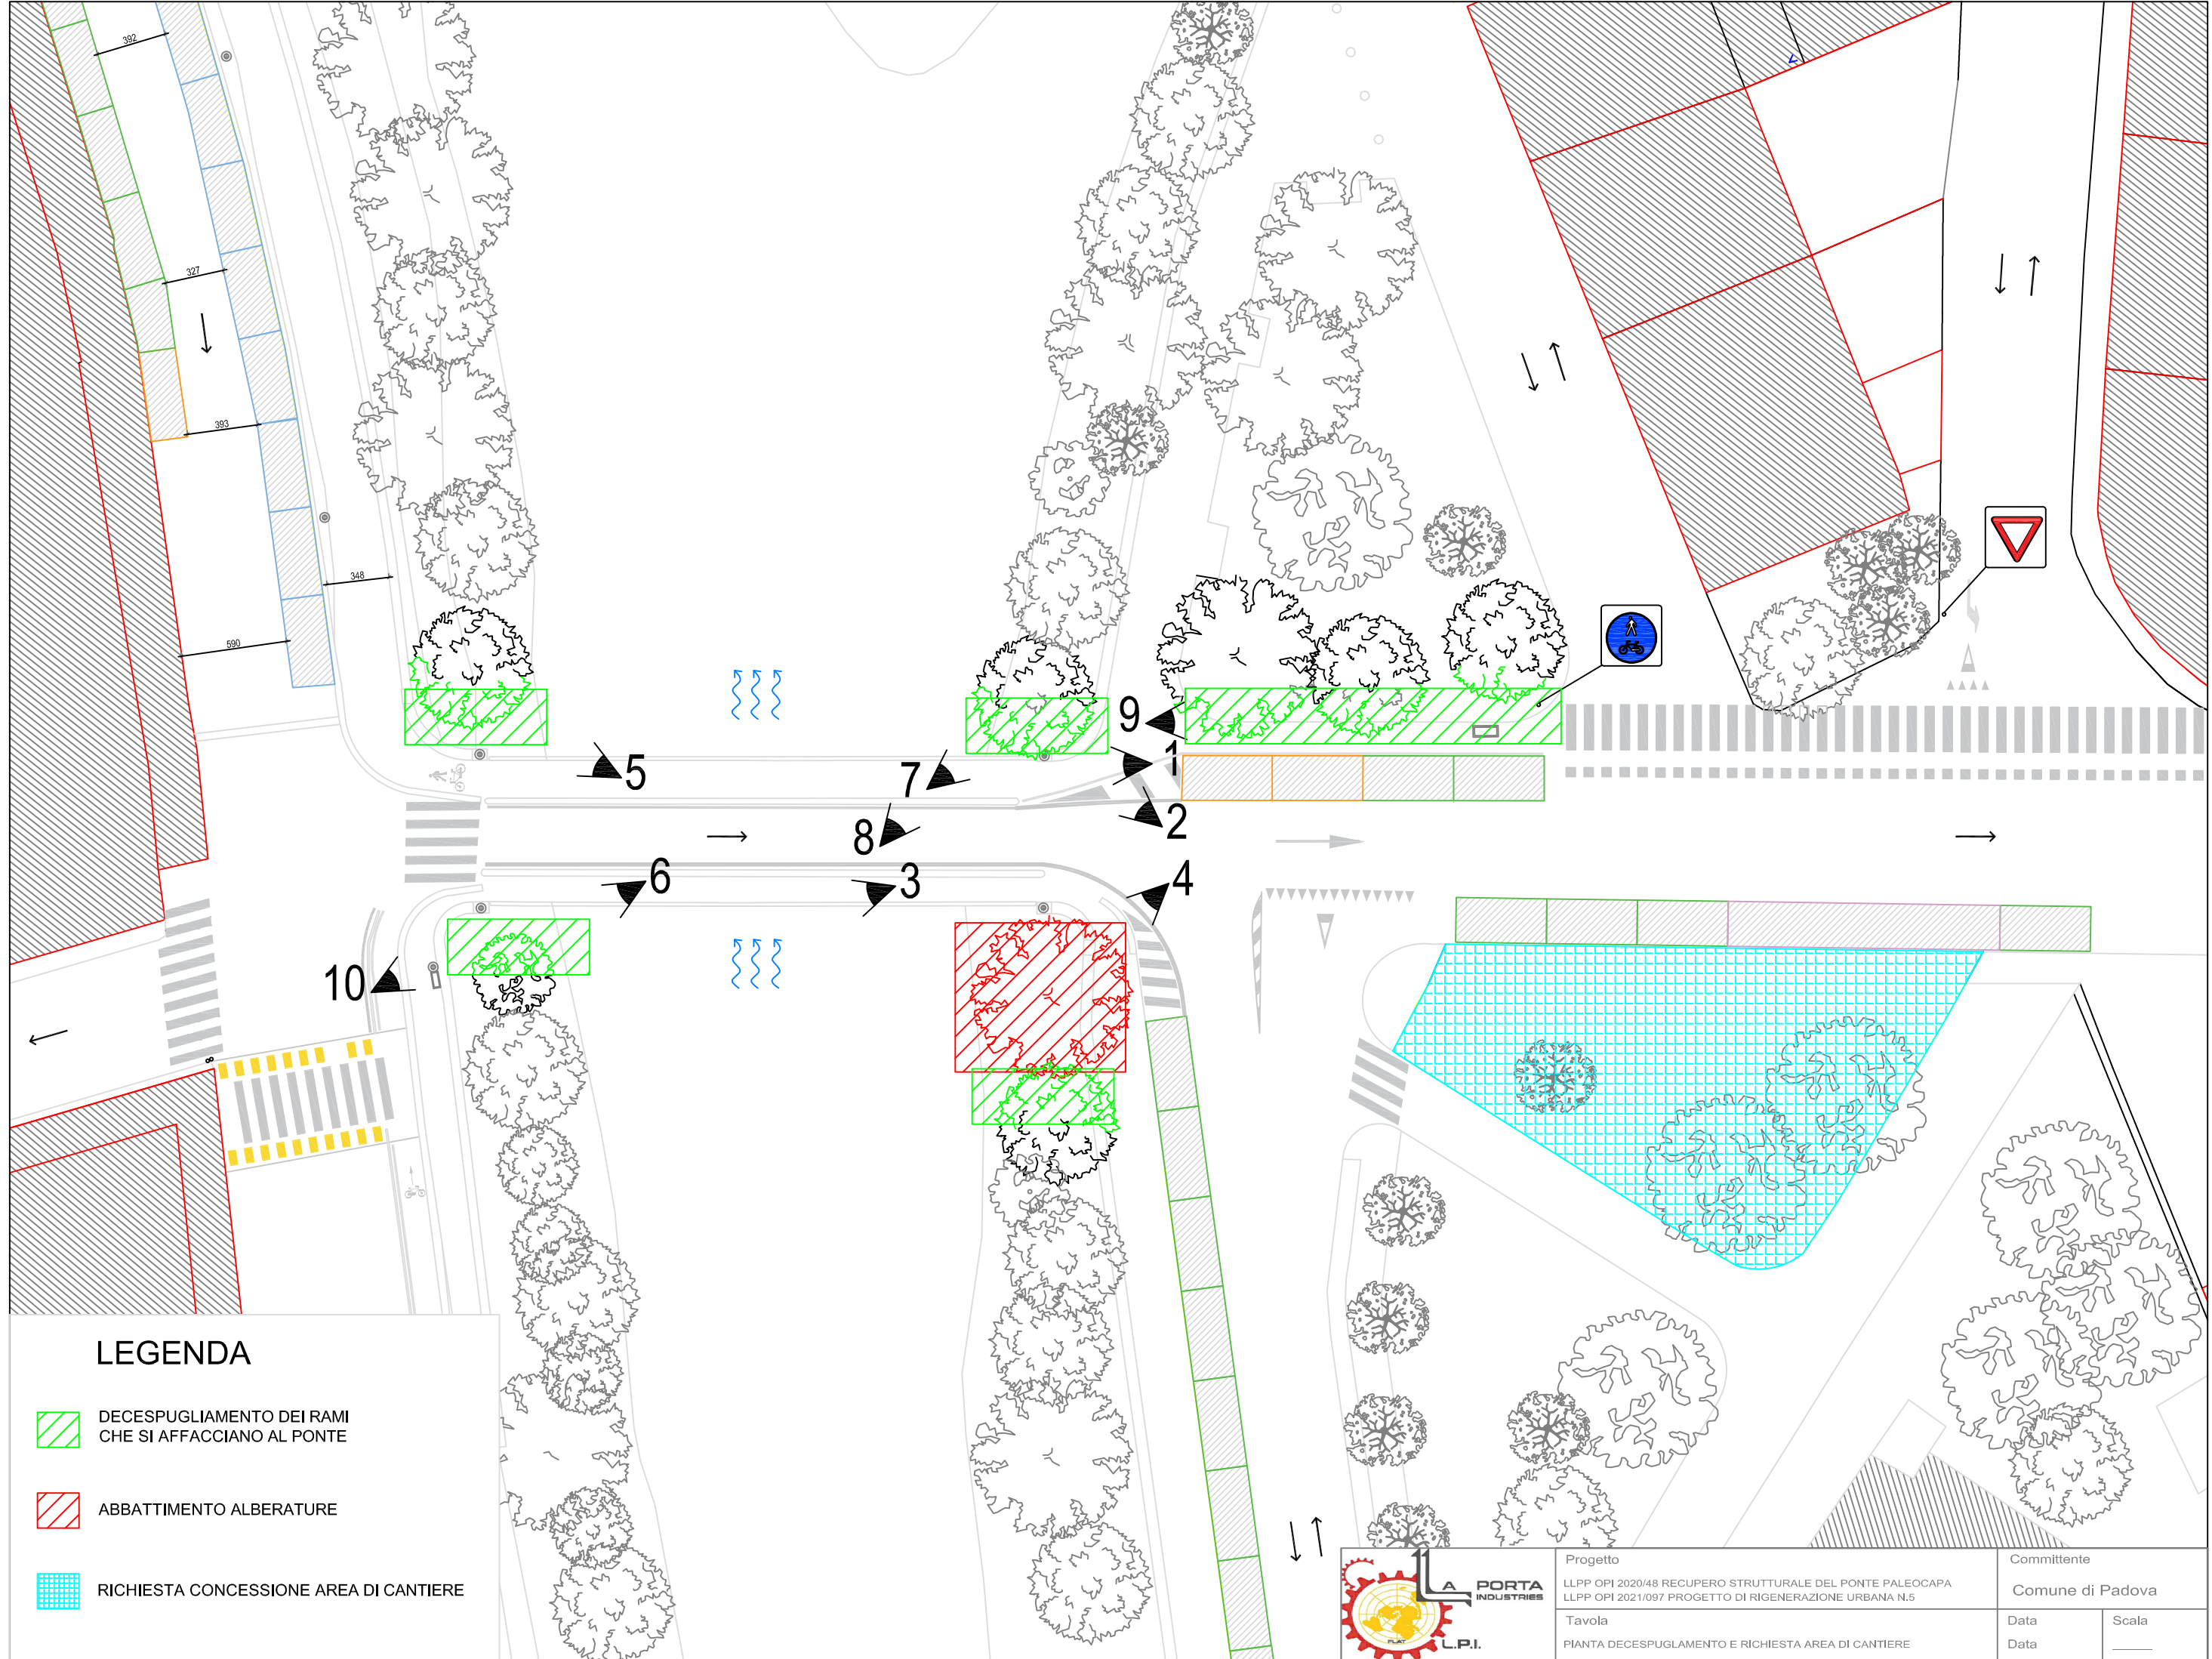 392
327
393
348
590
5
7
9
1
2
8
6
3
4
10
8
LEGENDA
DECESPUGLIAMENTO DEI RAMI
CHE SI AFFACCIANO AL PONTE
ABBATTIMENTO ALBERATURE
RICHIESTA CONCESSIONE AREA DI CANTIERE
LA PORTA
INDUSTRIES
FLAT
L.P.I.
Progetto
LLPP OPI 2020/48 RECUPERO STRUTTURALE DEL PONTE PALEOCAPA
LLPP OPI 2021/097 PROGETTO DI RIGENERAZIONE URBANA N.5
Tavola
PIANTA DECESPUGLAMENTO E RICHIESTA AREA DI CANTIERE
Committente
Comune di Padova
Data
Data
Scala